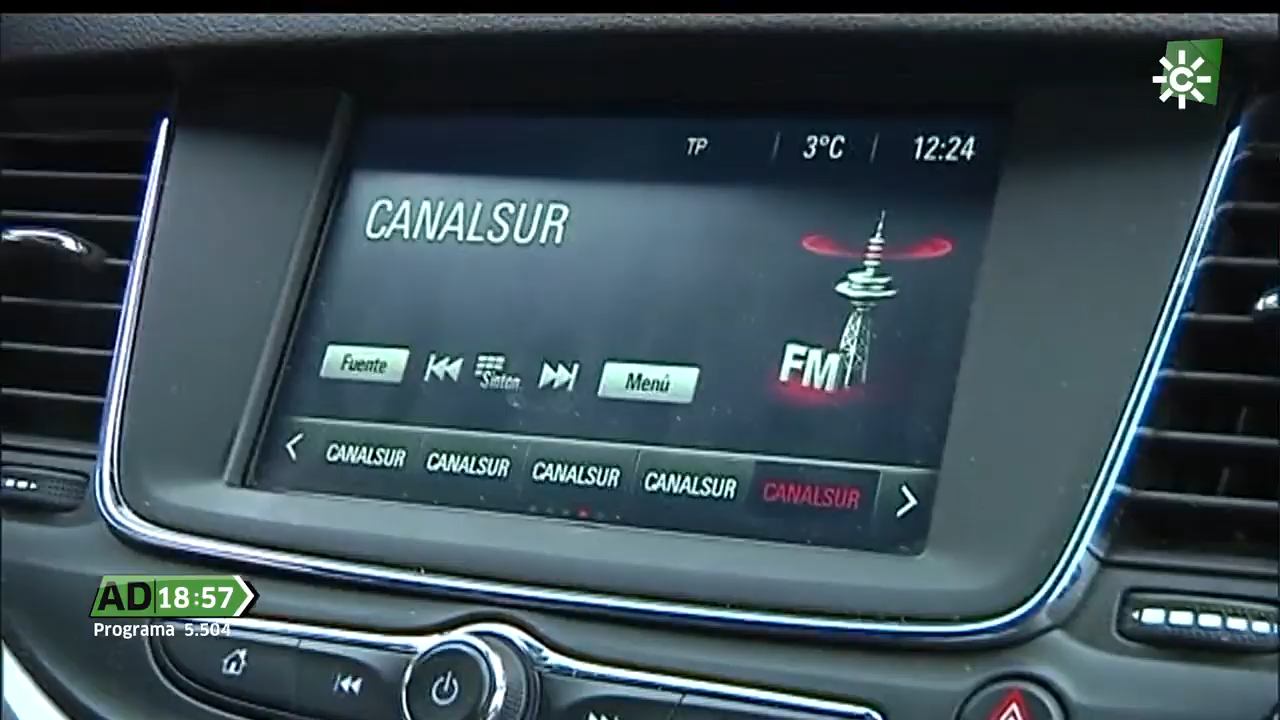 TP 3°C 12:24
CANALSUR
FM
Fuente Sinton. Menú
CANALSUR CANALSUR CANALSUR CANALSUR CANALSUR
AD 18:57
Programa 5.504
C